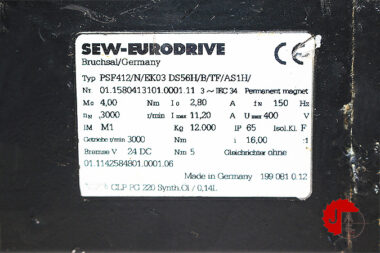 SEW-EURODRIVE
Bruchsal/Germany
CE
Typ PSF412/N/EK03 DS56H/B/TF/AS1H/
Nr. 01.1580413101.0001.11 3 ~ IEC 34 Permanent magnet
Mo 4,00 Nm Io 2,80 A fN 150 Hz
nN 3000 r/min Imax 11,20 A Umax 400 V
IM M1 Kg 12.000 IP 65 Isol.Kl. F
Getriebe r/min 3000 Nm i 16,00 :1
Bremse V 24 DC Nm 5 Gleichrichter ohne
01.1142584801.0001.06
CLP PG 220 Synth.Öl / 0,14L
Made in Germany 199 081 0.12